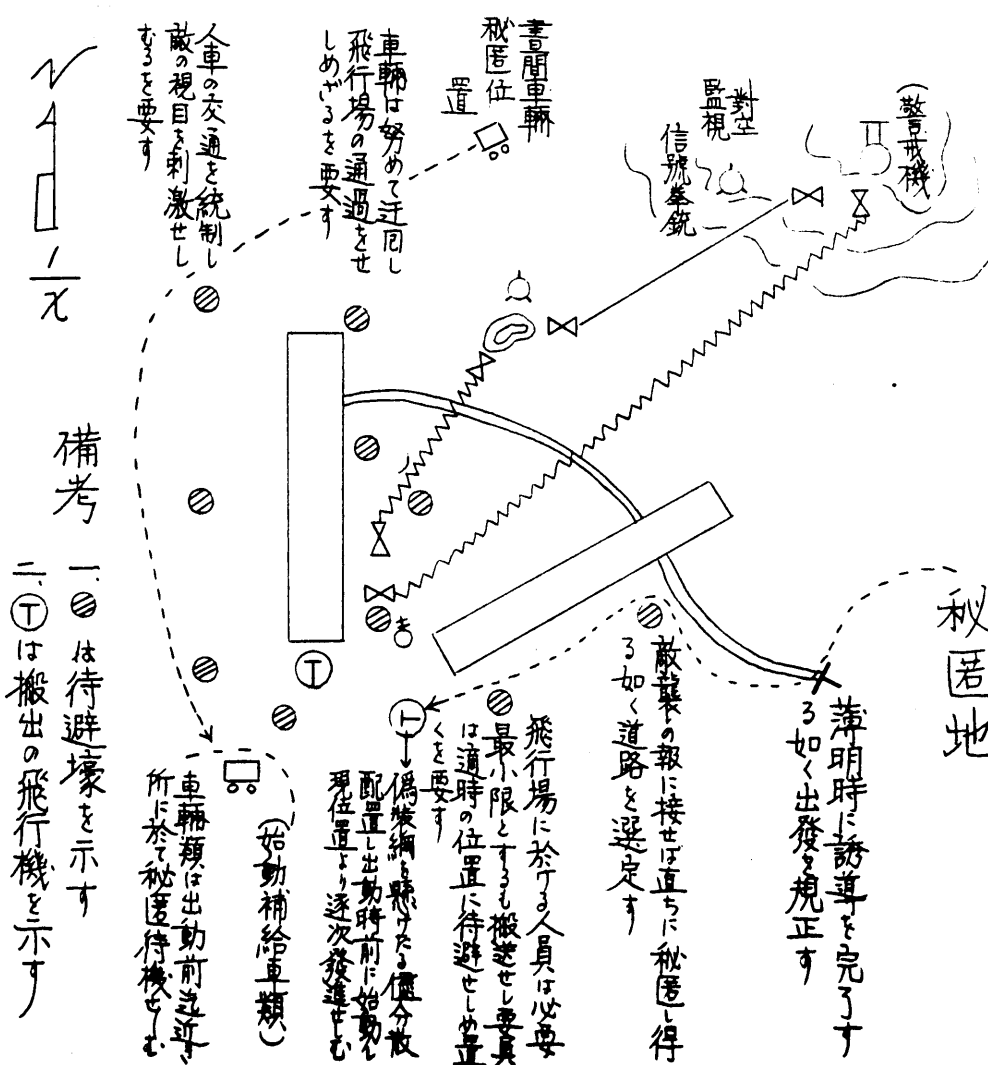 (警戒機)
對空
監視
信號拳銃
晝間車輛
秘匿位
置
車輛は努めて迂回し
飛行場の通過をせ
しめざるを要す
人車の交通を統制し
敵の視目を刺激せし
むるを要す
N
1/x
秘匿地
薄明時に誘導を完了す
る如く出發を規正す
敵襲の報に接せば直ちに秘匿し得
る如く道路を選定す
飛行場に於ける人員は必要
最小限とするも搬送せし要員
は適時の位置に待避せしめ置
くを要す
偽装網を懸けたる儘分散
配置し出動時前に始動し
現位置より逐次發進せしむ
(始動補給車類)
車輛類は出動前迄近き
所に於て秘匿待機せしむ
T
T
備考
一、は待避壕を示す
二、Tは搬出の飛行機を示す